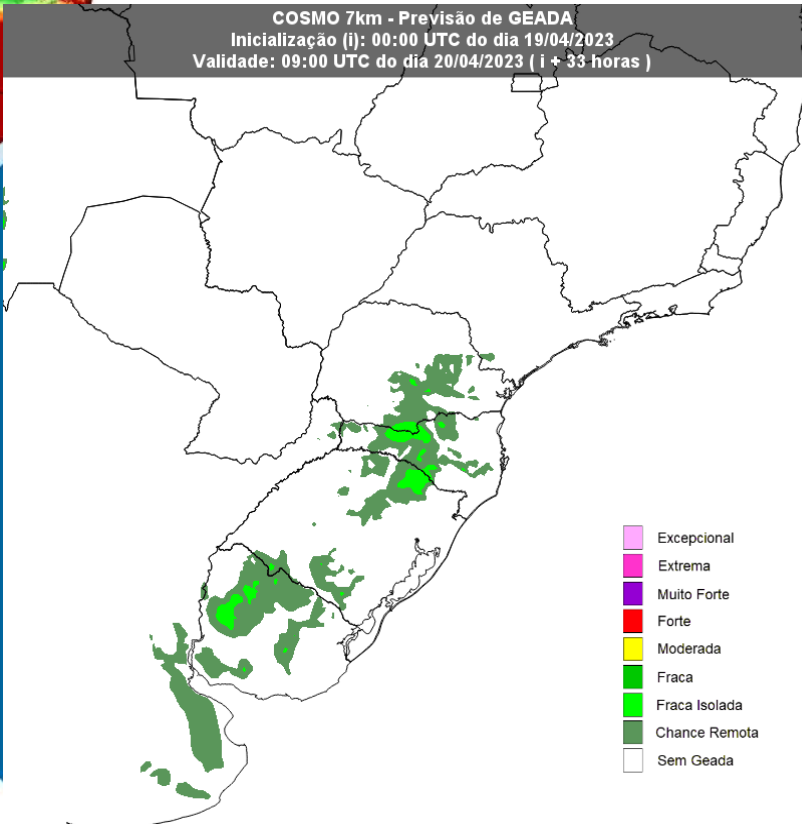 COSMO 7km - Previsão de GEADA
Inicialização (i): 00:00 UTC do dia 19/04/2023
Validade: 09:00 UTC do dia 20/04/2023 ( i + 33 horas )
Excepcional
Extrema
Muito Forte
Forte
Moderada
Fraca
Fraca Isolada
Chance Remota
Sem Geada